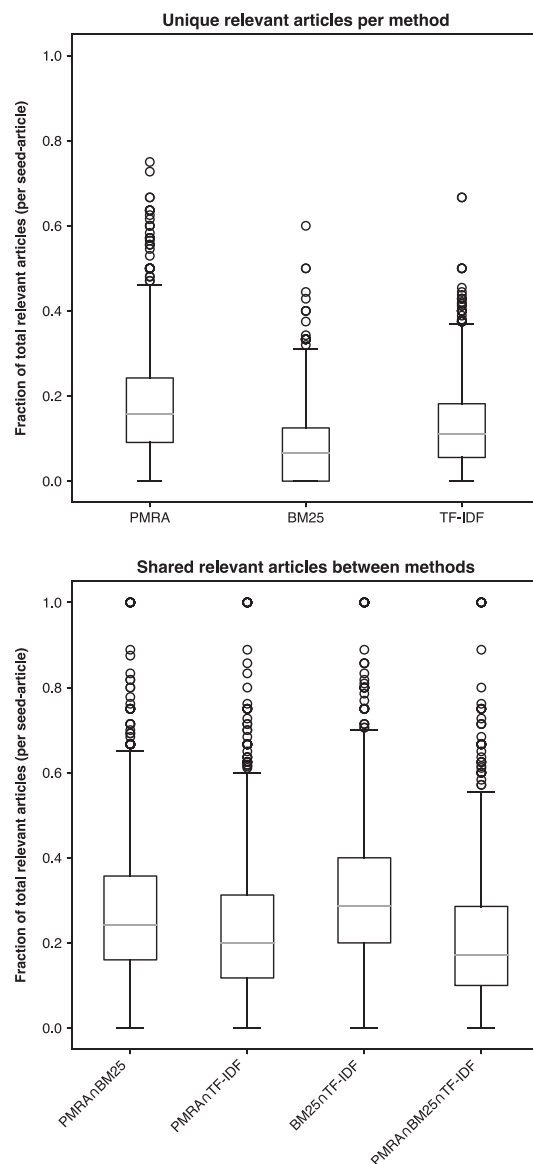 Unique relevant articles per method
Fraction of total relevant articles (per seed-article)
1.0
0.8
0.6
0.4
0.2
0.0
PMRA
BM25
TF-IDF
Shared relevant articles between methods
Fraction of total relevant articles (per seed-article)
1.0
0.8
0.6
0.4
0.2
0.0
PMRA∩BM25
PMRA∩TF-IDF
BM25∩TF-IDF
PMRA∩BM25∩TF-IDF